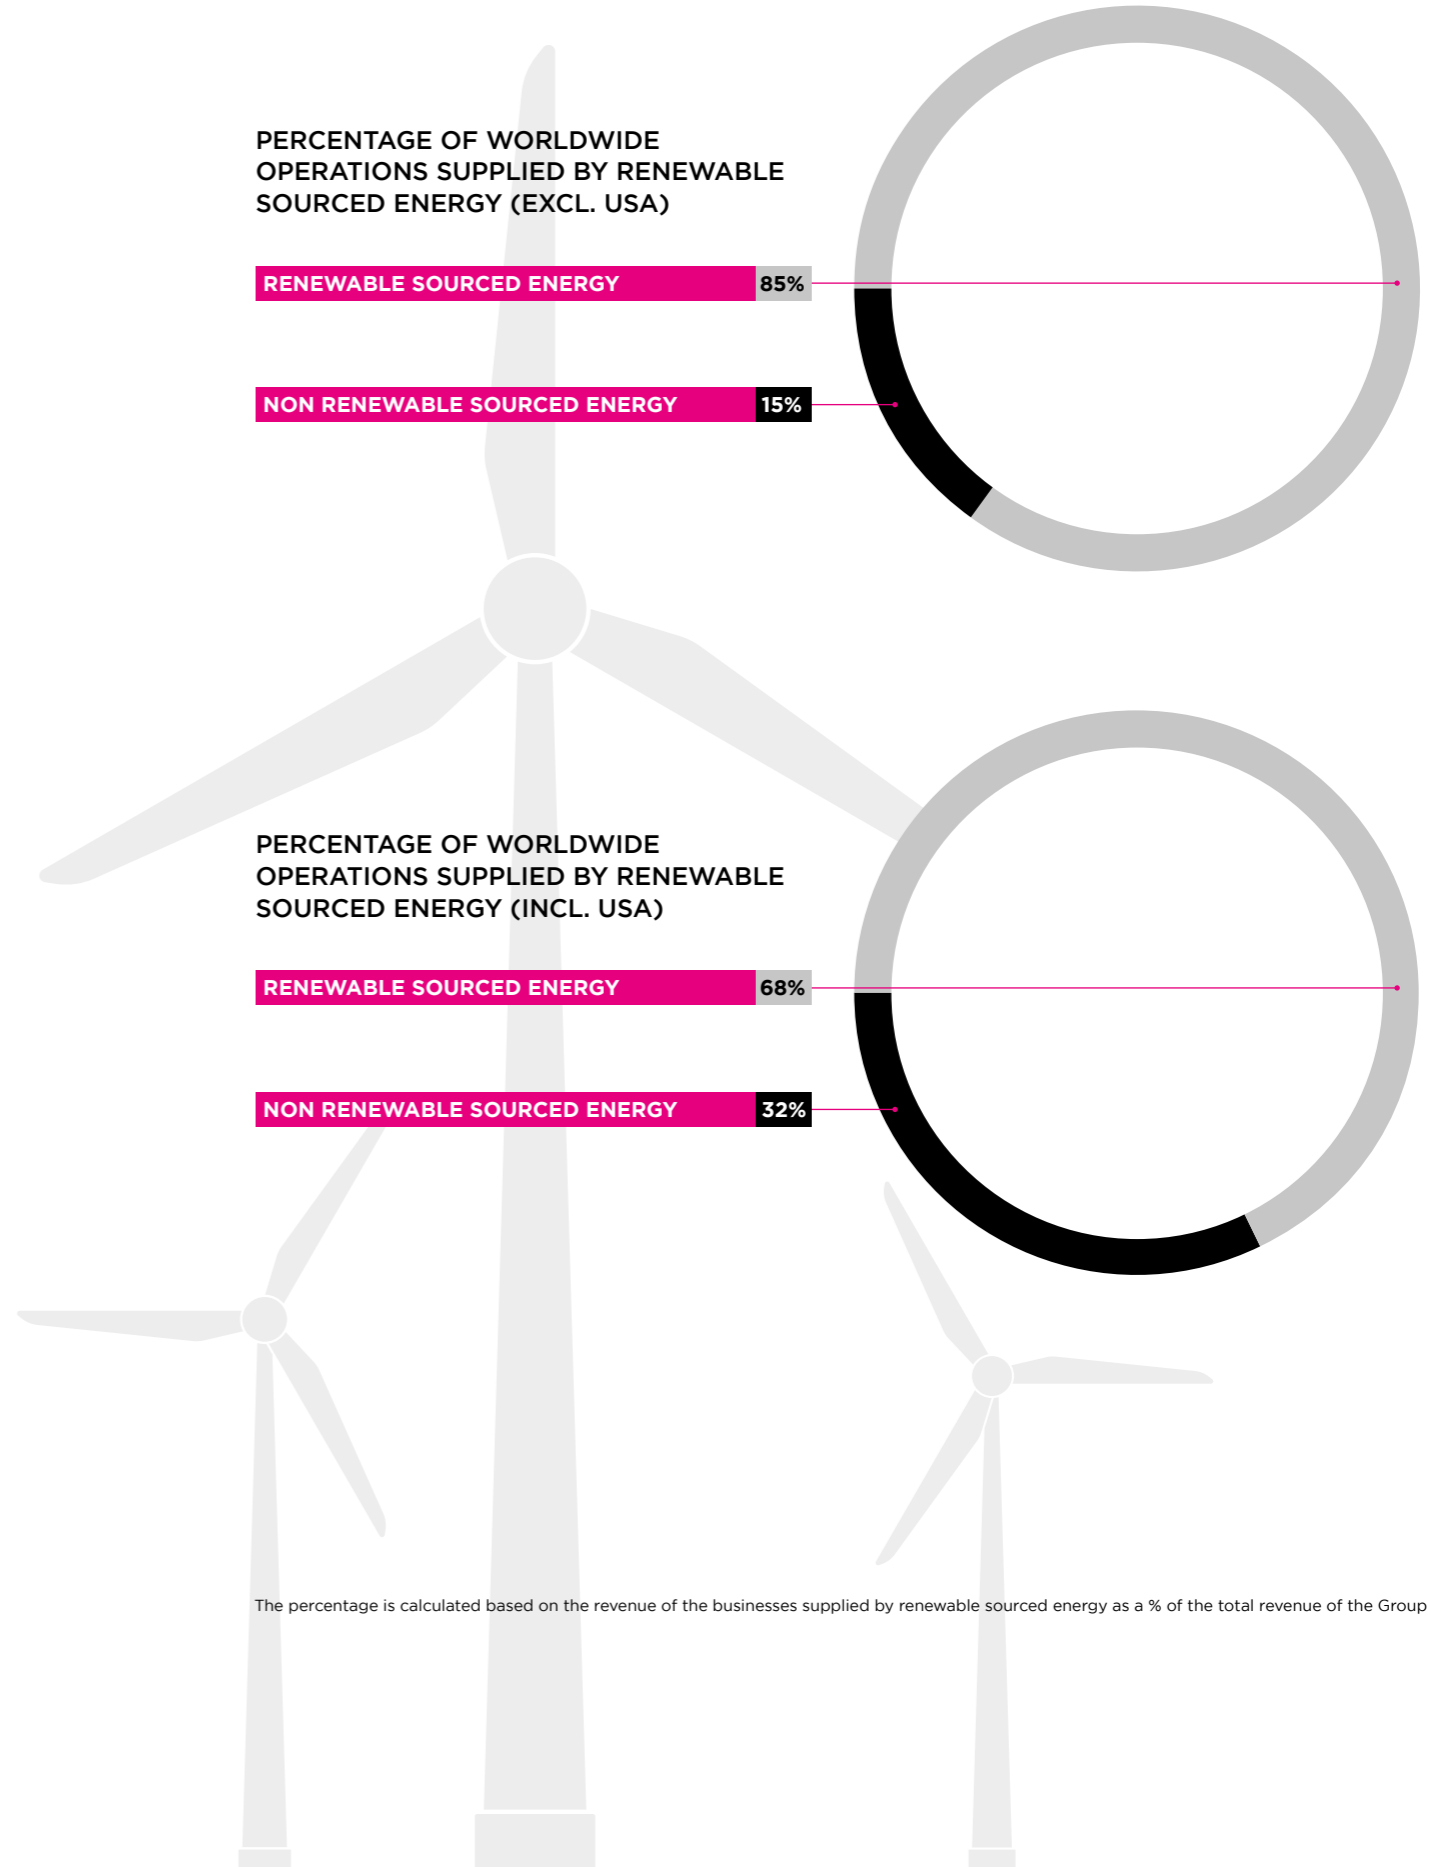 PERCENTAGE OF WORLDWIDE
OPERATIONS SUPPLIED BY RENEWABLE
SOURCED ENERGY (EXCL. USA)
RENEWABLE SOURCED ENERGY 85%
NON RENEWABLE SOURCED ENERGY 15%
PERCENTAGE OF WORLDWIDE
OPERATIONS SUPPLIED BY RENEWABLE
SOURCED ENERGY (INCL. USA)
RENEWABLE SOURCED ENERGY 68%
NON RENEWABLE SOURCED ENERGY 32%
The percentage is calculated based on the revenue of the businesses supplied by renewable sourced energy as a % of the total revenue of the Group